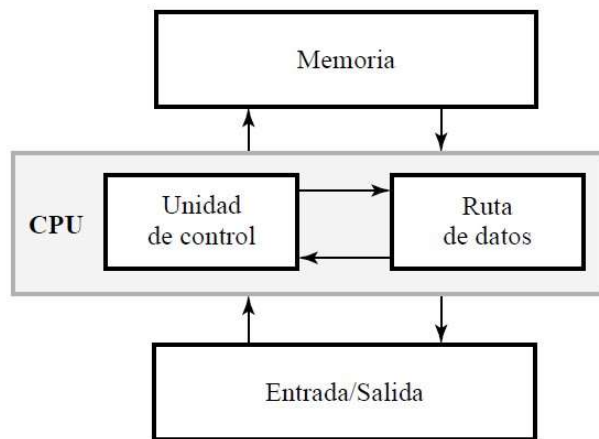 Memoria
CPU
Unidad
de control
Ruta
de datos
Entrada/Salida